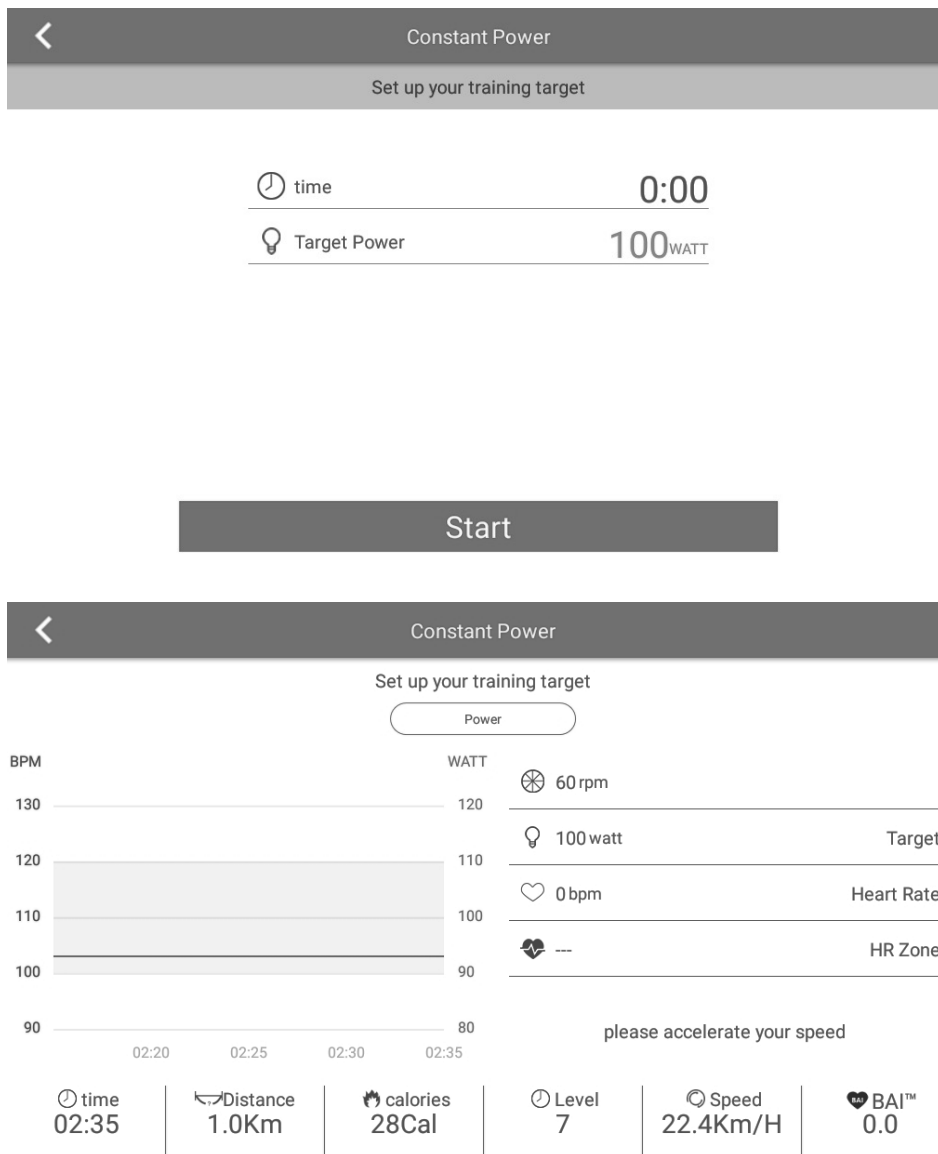 Constant Power
Set up your training target
time 0:00
Target Power 100WATT
Start
Constant Power
Set up your training target
Power
BPM WATT
130 120
120 110
110 100
100 90
90 80
02:20 02:25 02:30 02:35
60 rpm
100 watt Target
0 bpm Heart Rate
--- HR Zone
please accelerate your speed
time Distance calories Level Speed BAI BAI™
02:35 1.0Km 28Cal 7 22.4Km/H 0.0